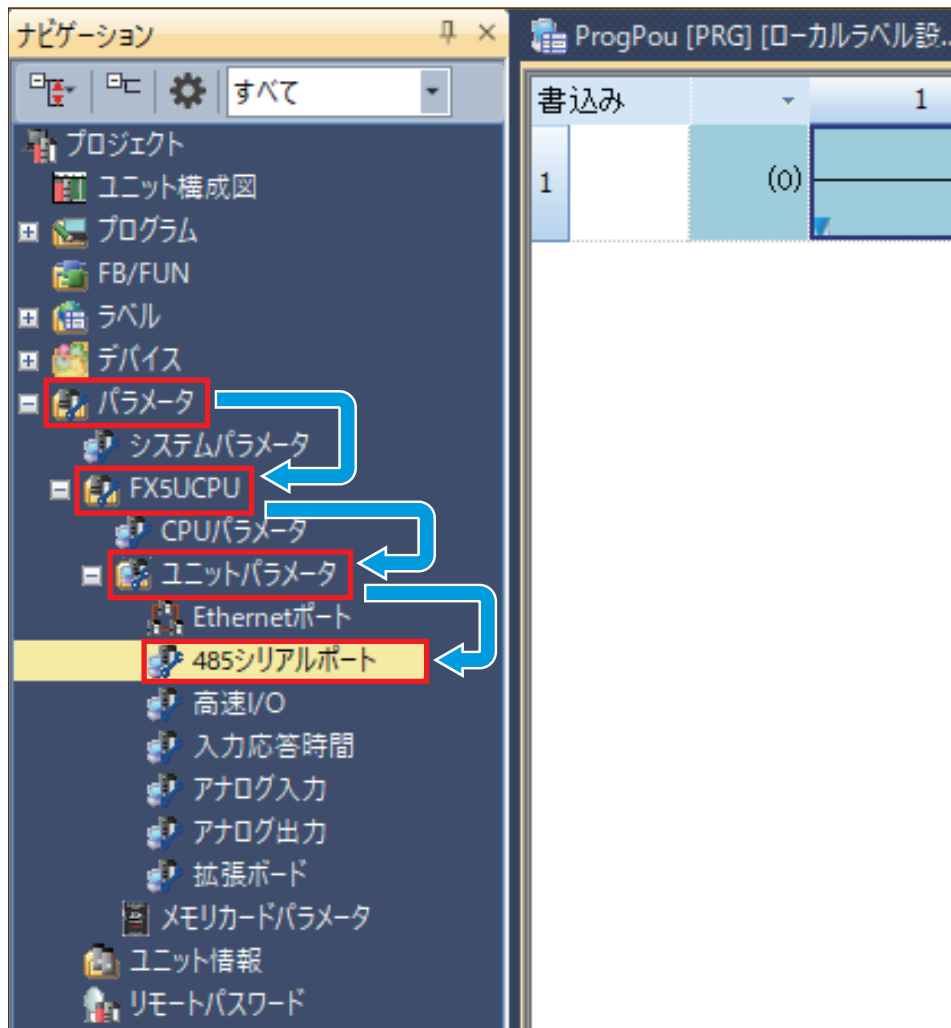 ナビゲーション
ProgPou [PRG] [ローカルラベル設...
すべて
書込み 1
1 (0)
プロジェクト
ユニット構成図
プログラム
FB/FUN
ラベル
デバイス
パラメータ
システムパラメータ
FX5UCPU
CPUパラメータ
ユニットパラメータ
Ethernetポート
485シリアルポート
高速I/O
入力応答時間
アナログ入力
アナログ出力
拡張ボード
メモリカードパラメータ
ユニット情報
リモートパスワード